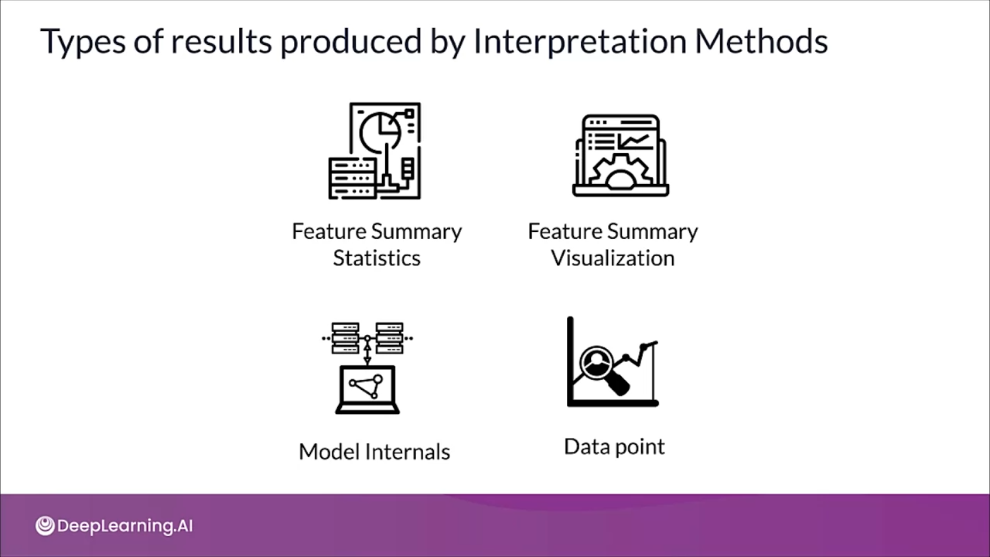 Types of results produced by Interpretation Methods
Feature Summary
Statistics
Feature Summary
Visualization
Model Internals
Data point
DeepLearning.AI